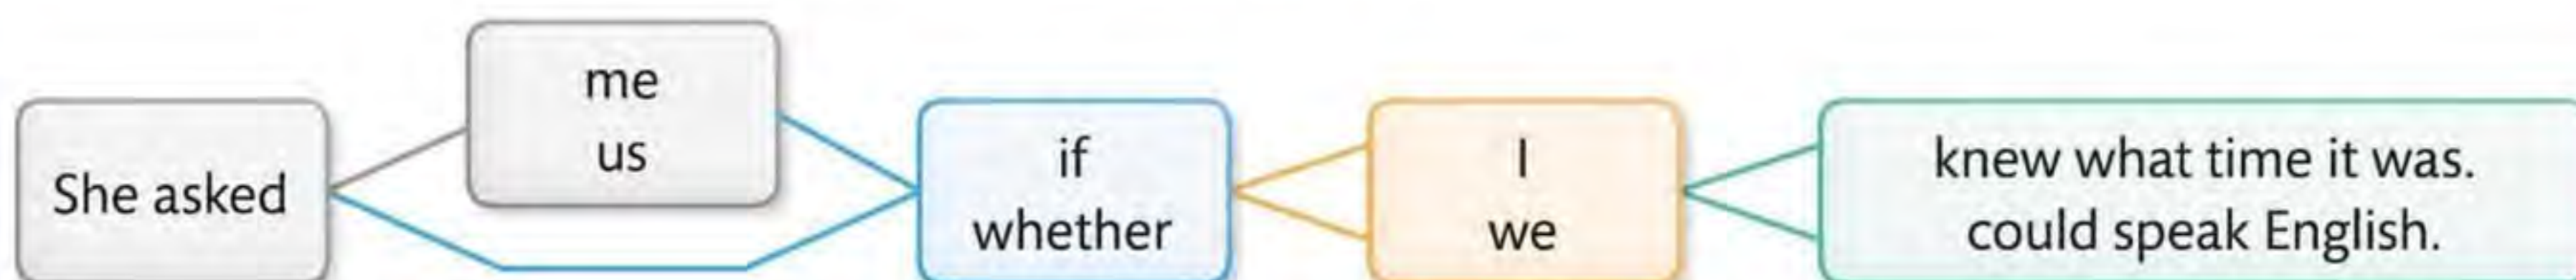 She asked
me
us
if
whether
I
we
knew what time it was.
could speak English.